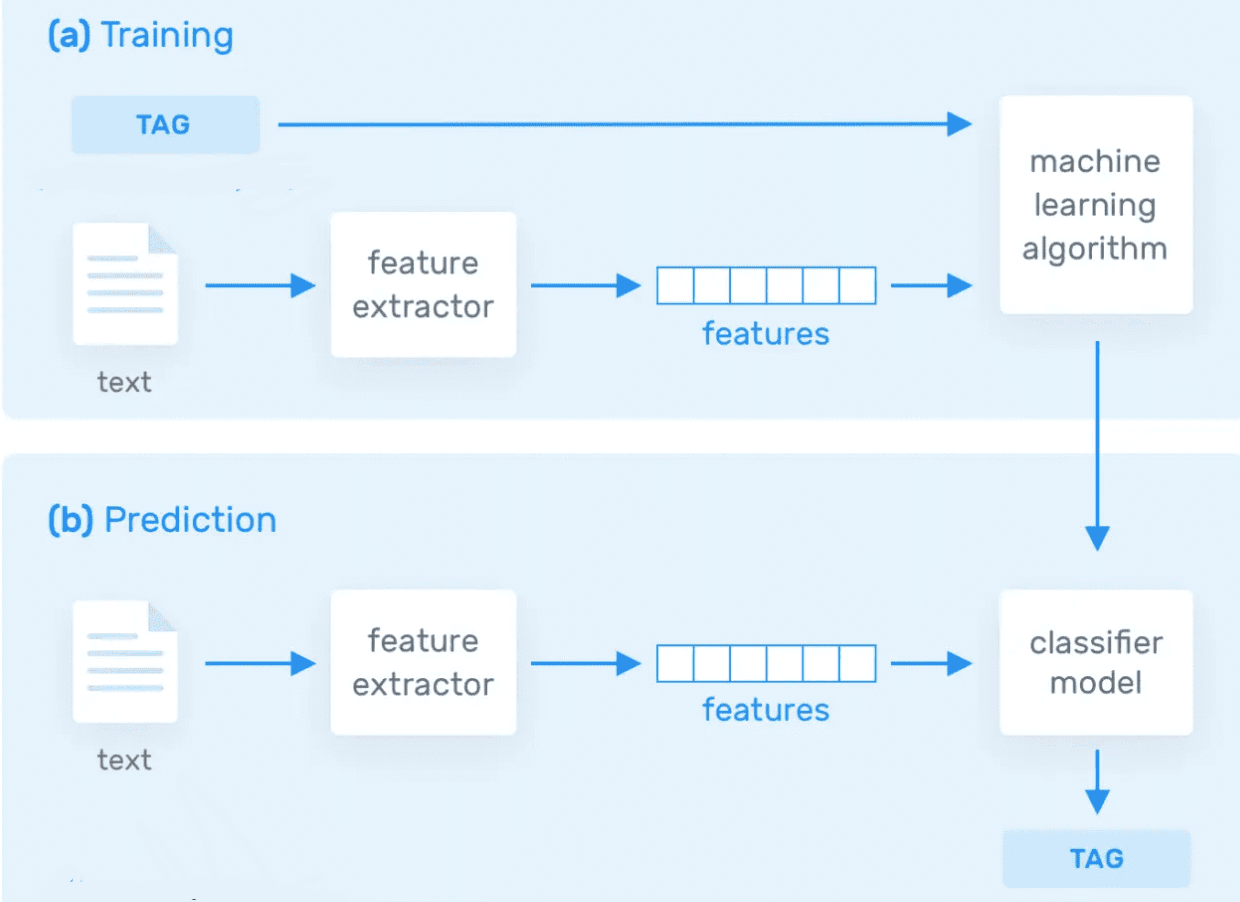 (a) Training
TAG
machine
learning
algorithm
feature
extractor
features
text
(b) Prediction
feature
extractor
features
text
classifier
model
TAG